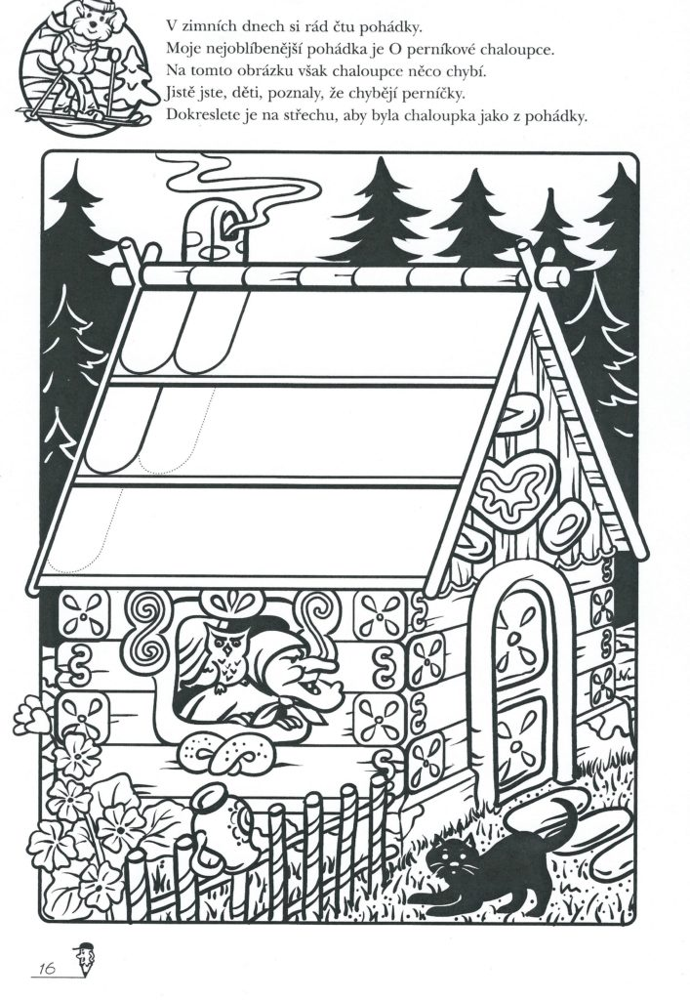 V zimních dnech si rád čtu pohádky.
Moje nejoblíbenější pohádka je O perníkové chaloupce.
Na tomto obrázku však chaloupce něco chybí.
Jistě jste, děti, poznaly, že chybějí perníčky.
Dokreslete je na střechu, aby byla chaloupka jako z pohádky.
16